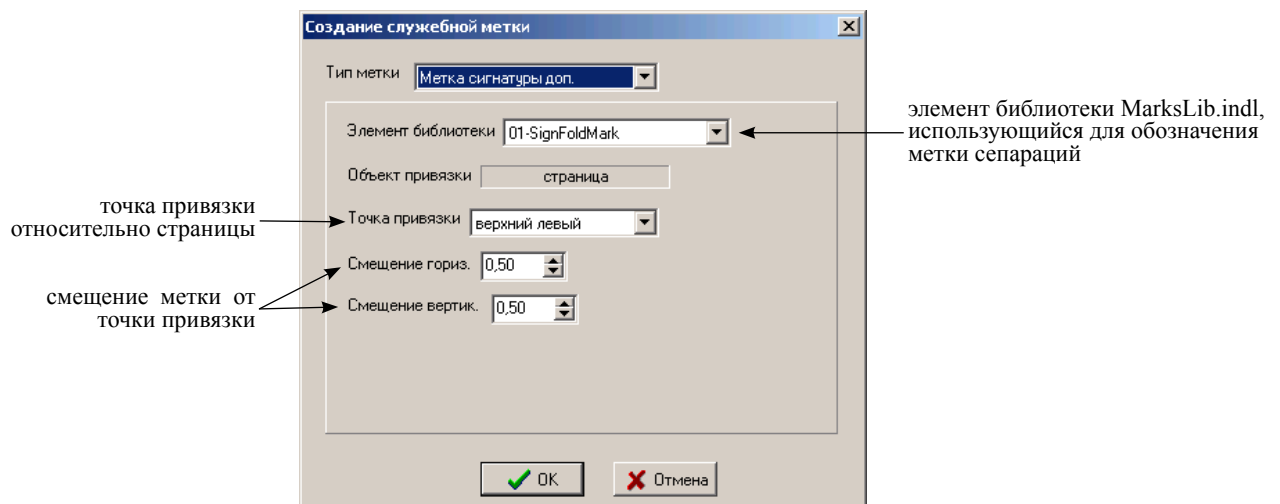 Создание служебной метки
Тип метки Метка сигнатуры доп.
Элемент библиотеки 01-SignFoldMark
элемент библиотеки MarksLib.indl,
использующийся для обозначения
метки сепараций
Объект привязки страница
точка привязки
относительно страницы
Точка привязки верхний левый
Смещение гориз. 0,50
смещение метки от
точки привязки
Смещение вертик. 0,50
OK Отмена